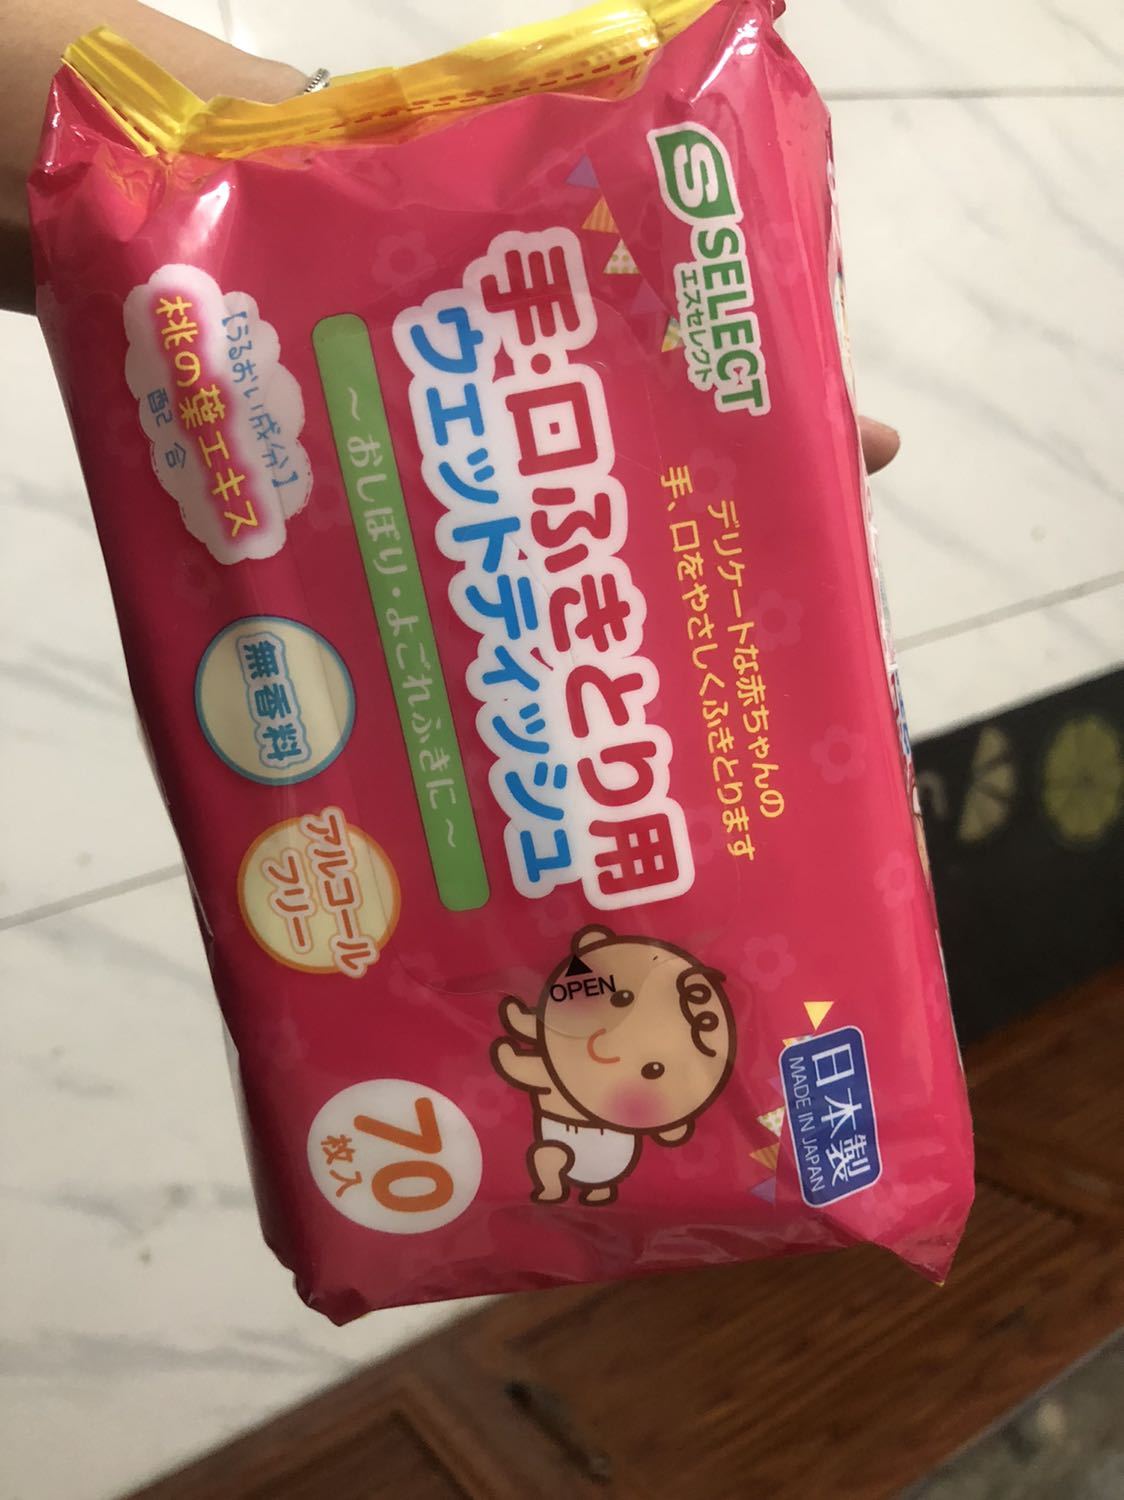 S SELECT
エスセレクト
デリケートな赤ちゃんの
手、口をやさしくふきとります
手・口ふきとり用
ウェットティッシュ
～おしぼり・よごれふきに～
【うるおい成分】
桃の葉エキス
配合
無香料
アルコール
フリー
OPEN
70
枚入
日本製
MADE IN JAPAN